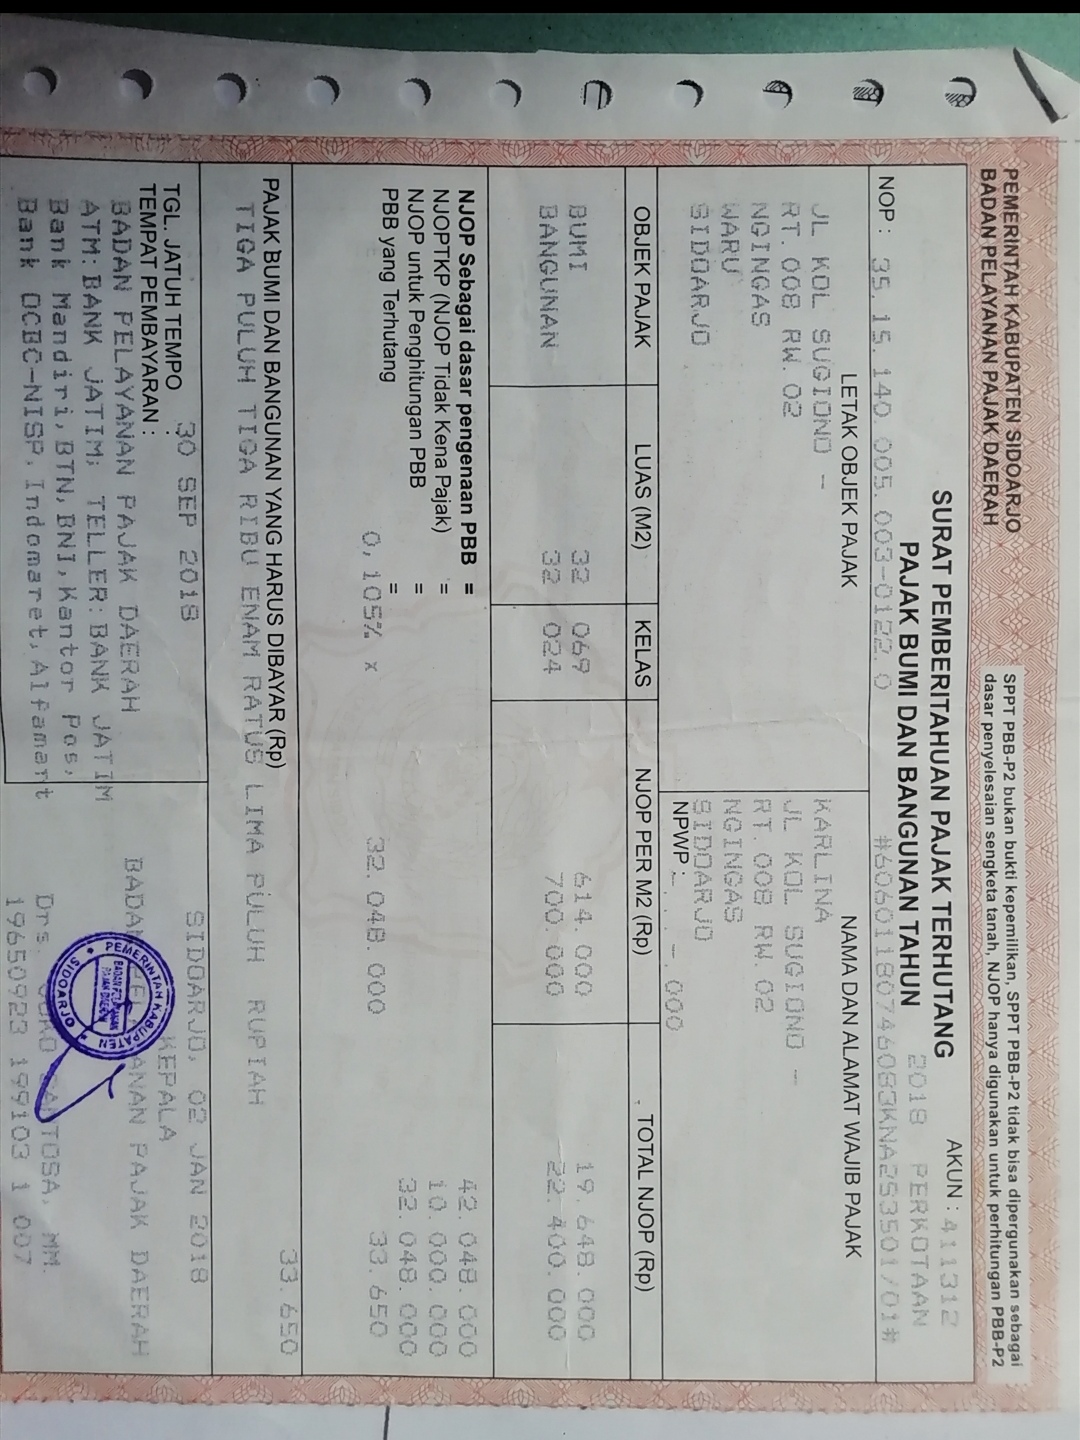 PEMERINTAH KABUPATEN SIDOARJO
BADAN PELAYANAN PAJAK DAERAH
SPPT PBB-P2 bukan bukti kepemilikan, SPPT PBB-P2 tidak bisa dipergunakan sebagai
dasar penyelesaian sengketa tanah, NJOP hanya digunakan untuk perhitungan PBB-P2
SURAT PEMBERITAHUAN PAJAK TERHUTANG
PAJAK BUMI DAN BANGUNAN TAHUN 2018 PERKOTAAN
AKUN : 411312
NOP : 35.15.140.005.003-0122.0 #60601180746083KNA2S3501/01#
LETAK OBJEK PAJAK
JL KOL SUGIONO -
RT.008 RW.02
NGINGAS
WARU
SIDOARJO
NAMA DAN ALAMAT WAJIB PAJAK
KARLINA
JL KOL SUGIONO -
RT.008 RW.02
NGINGAS
SIDOARJO
NPWP: - . . -.000
OBJEK PAJAK LUAS (M2) KELAS NJOP PER M2 (Rp) TOTAL NJOP (Rp)
BUMI 32 069 614.000 19.648.000
BANGUNAN 32 024 700.000 22.400.000
NJOP Sebagai dasar pengenaan PBB = 42.048.000
NJOPTKP (NJOP Tidak Kena Pajak) = 10.000.000
NJOP untuk Penghitungan PBB = 32.048.000
PBB yang Terhutang = 0,105% x 32.048.000 33.650
PAJAK BUMI DAN BANGUNAN YANG HARUS DIBAYAR (Rp) 33.650
TIGA PULUH TIGA RIBU ENAM RATUS LIMA PULUH RUPIAH
TGL. JATUH TEMPO : 30 SEP 2018
TEMPAT PEMBAYARAN :
BADAN PELAYANAN PAJAK DAERAH
ATM: BANK JATIM; TELLER: BANK JATIM
Bank Mandiri,BTN,BNI,Kantor Pos,
Bank OCBC-NISP,Indomaret,Alfamart
SIDOARJO, 02 JAN 2018
KEPALA
BADAN PELAYANAN PAJAK DAERAH
PEMERINTAH KABUPATEN
BADAN PELAYANAN
PAJAK DAERAH
SIDOARJO
Drs. JOKO SANTOSA, MM.
19650923 199103 1 007